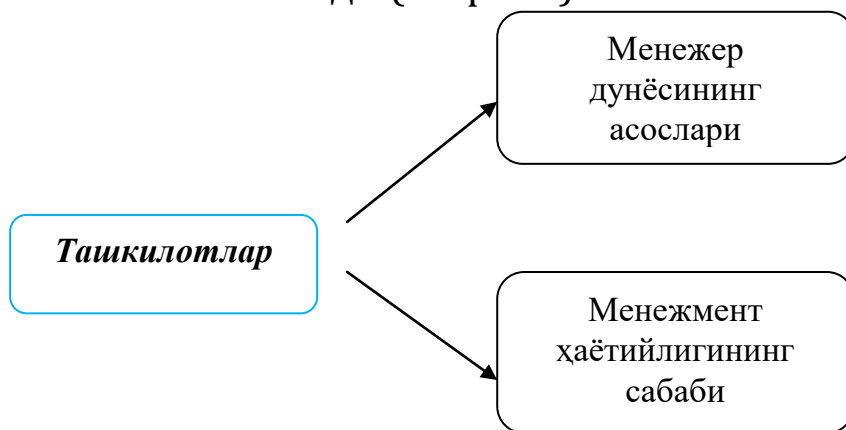 Менежер
дунёсининг
асослари
Ташкилотлар
Менежмент
ҳаётийлигининг
сабаби